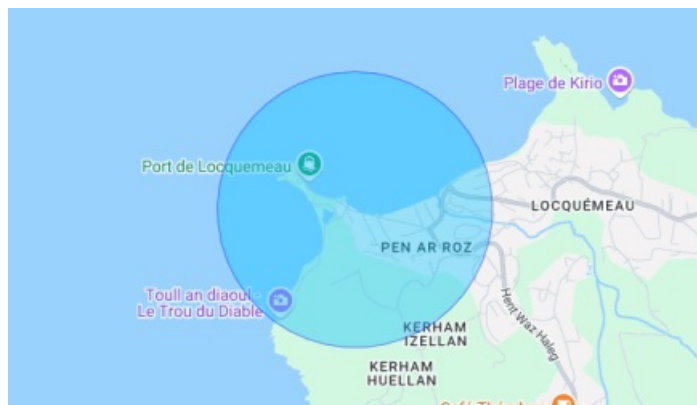 Plage de Kirio
Port de Locquemeau
LOCQUÉMEAU
PEN AR ROZ
Toull an diaoul -
Le Trou du Diable
Hent Waz Haleg
KERHAM
IZELLAN
KERHAM
HUELLAN